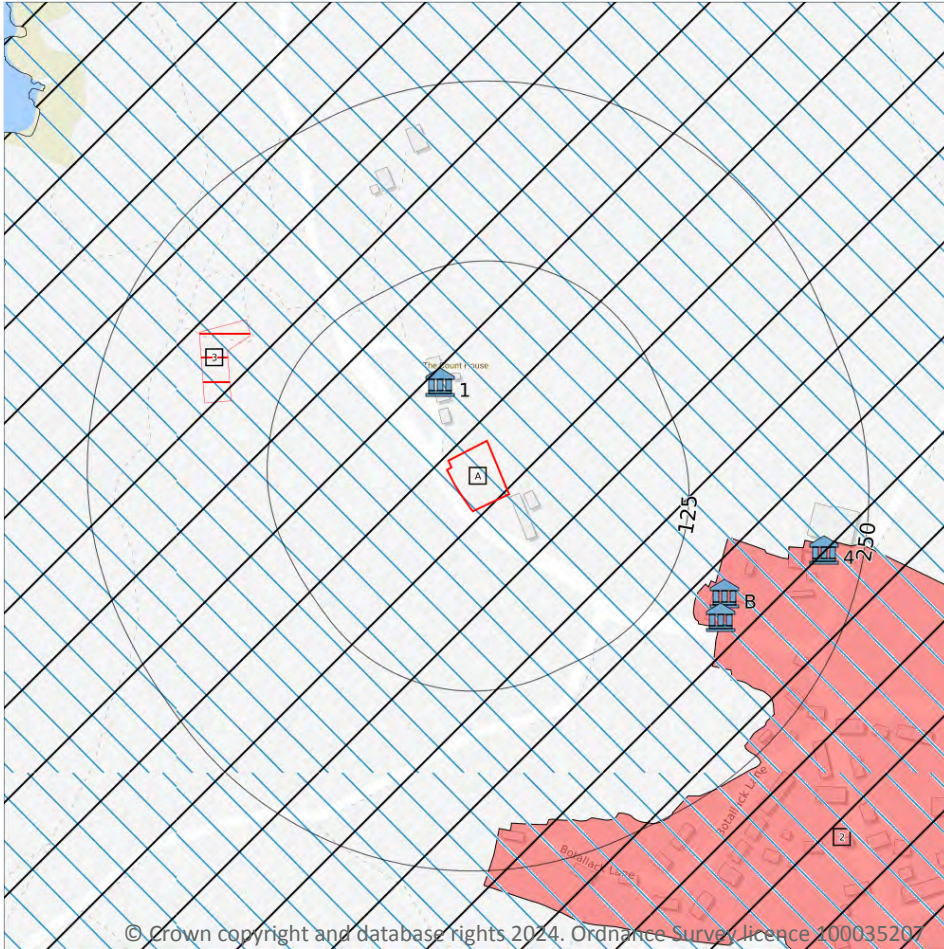 3
The Count House
1
A
125
250
4
B
Botallack Lane
2
Botallack Lane
© Crown copyright and database rights 2024. Ordnance Survey licence 100035207